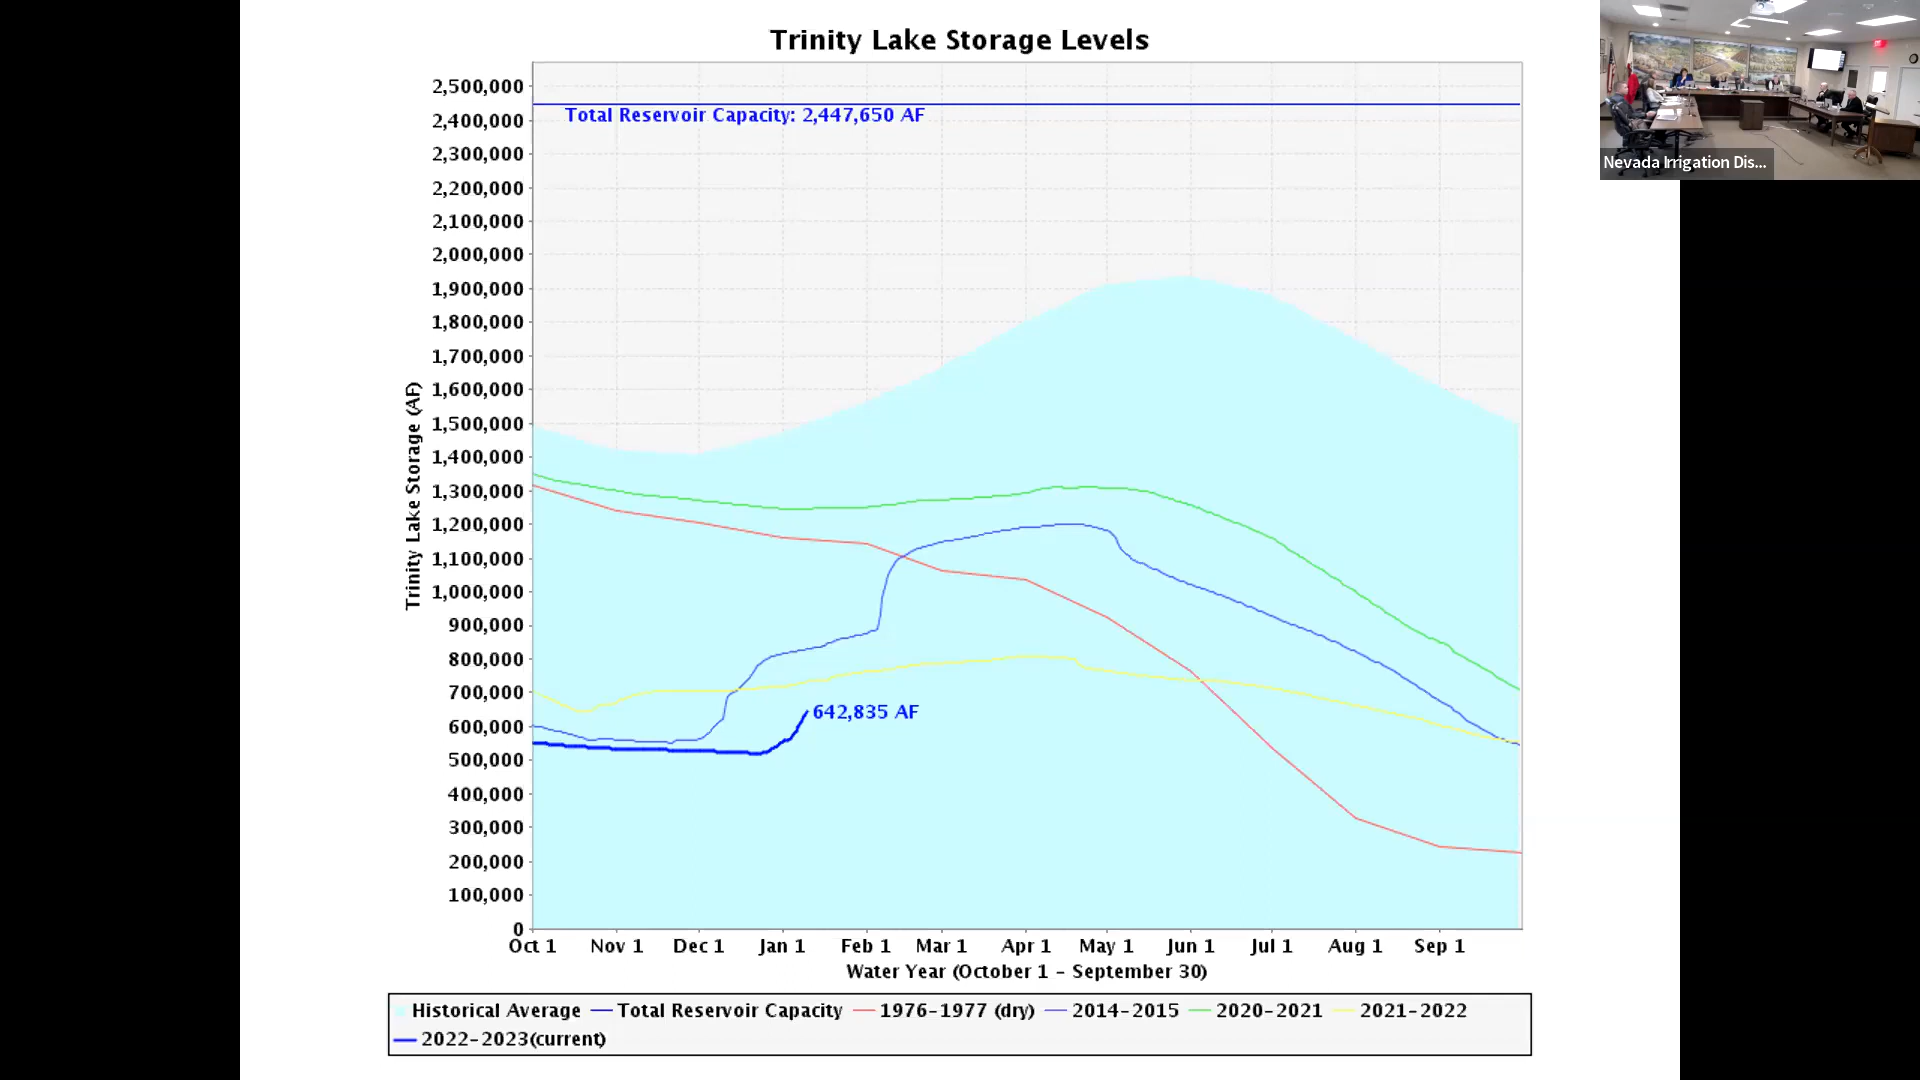 Trinity Lake Storage Levels
Total Reservoir Capacity: 2,447,650 AF
Trinity Lake Storage (AF)
2,500,000
2,400,000
2,300,000
2,200,000
2,100,000
2,000,000
1,900,000
1,800,000
1,700,000
1,600,000
1,500,000
1,400,000
1,300,000
1,200,000
1,100,000
1,000,000
900,000
800,000
700,000
600,000
500,000
400,000
300,000
200,000
100,000
0
642,835 AF
Oct 1 Nov 1 Dec 1 Jan 1 Feb 1 Mar 1 Apr 1 May 1 Jun 1 Jul 1 Aug 1 Sep 1
Water Year (October 1 - September 30)
Historical Average Total Reservoir Capacity 1976-1977 (dry) 2014-2015 2020-2021 2021-2022
2022-2023(current)
Nevada Irrigation Dis...